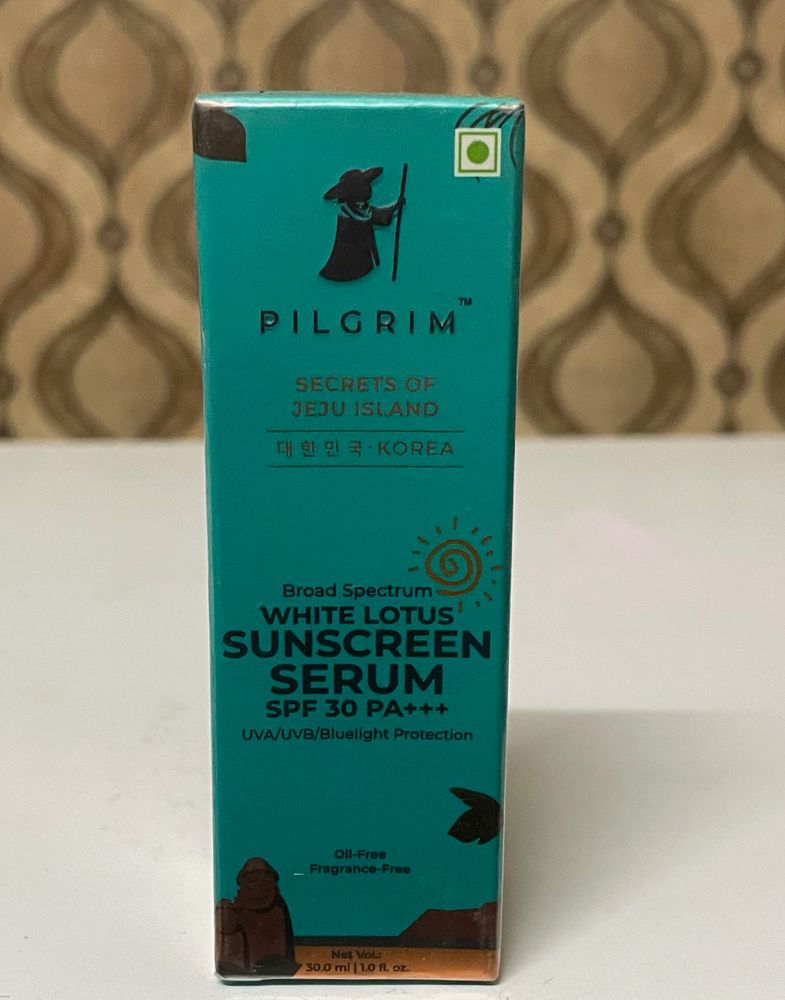 PILGRIM™
SECRETS OF
JEJU ISLAND
대한민국·KOREA
Broad Spectrum
WHITE LOTUS
SUNSCREEN
SERUM
SPF 30 PA+++
UVA/UVB/Bluelight Protection
Oil-Free
Fragrance-Free
Net Vol.:
30.0 ml | 1.0 fl. oz.